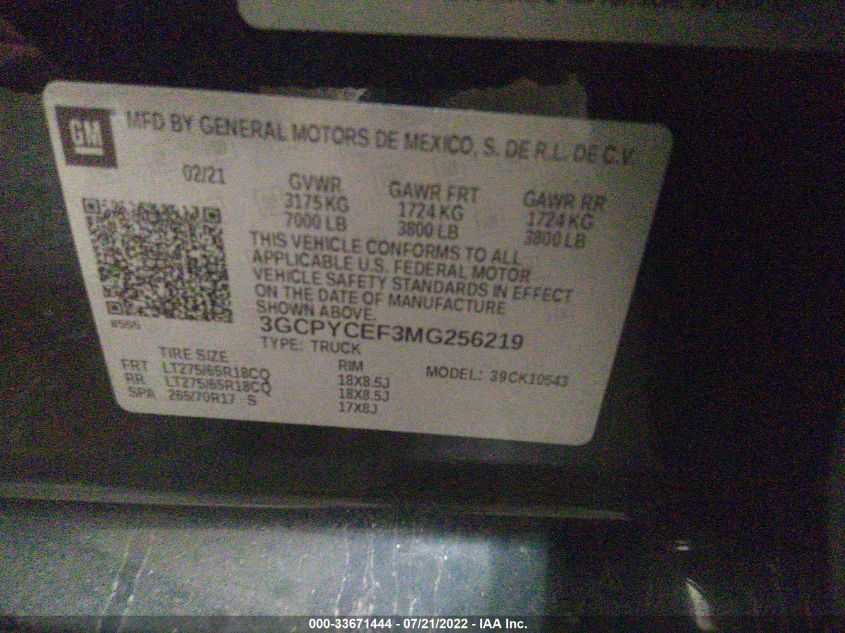 GM MFD BY GENERAL MOTORS DE MEXICO, S. DE R.L. DE C.V.
02/21 GVWR GAWR FRT GAWR RR
3175 KG 1724 KG 1724 KG
7000 LB 3800 LB 3800 LB
THIS VEHICLE CONFORMS TO ALL
APPLICABLE U.S. FEDERAL MOTOR
VEHICLE SAFETY STANDARDS IN EFFECT
ON THE DATE OF MANUFACTURE
SHOWN ABOVE.
3GCPYCEF3MG256219
TYPE: TRUCK
TIRE SIZE RIM MODEL: 39CK10543
FRT LT275/65R18CQ 18X8.5J
RR LT275/65R18CQ 18X8.5J
SPA 265/70R17 S 17X8J
000-33671444 - 07/21/2022 - IAA Inc.